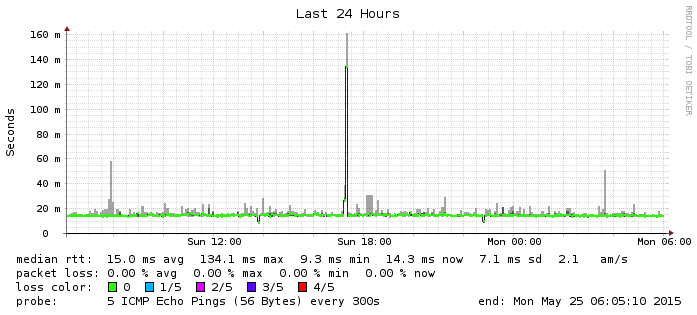 Last 24 Hours
RRDTOOL / TOBI OETIKER
Seconds
160 m
140 m
120 m
100 m
80 m
60 m
40 m
20 m
0
Sun 12:00 Sun 18:00 Mon 00:00 Mon 06:00
median rtt: 15.0 ms avg 134.1 ms max 9.3 ms min 14.3 ms now 7.1 ms sd 2.1 am/s
packet loss: 0.00 % avg 0.00 % max 0.00 % min 0.00 % now
loss color: 0 1/5 2/5 3/5 4/5
probe: 5 ICMP Echo Pings (56 Bytes) every 300s end: Mon May 25 06:05:10 2015